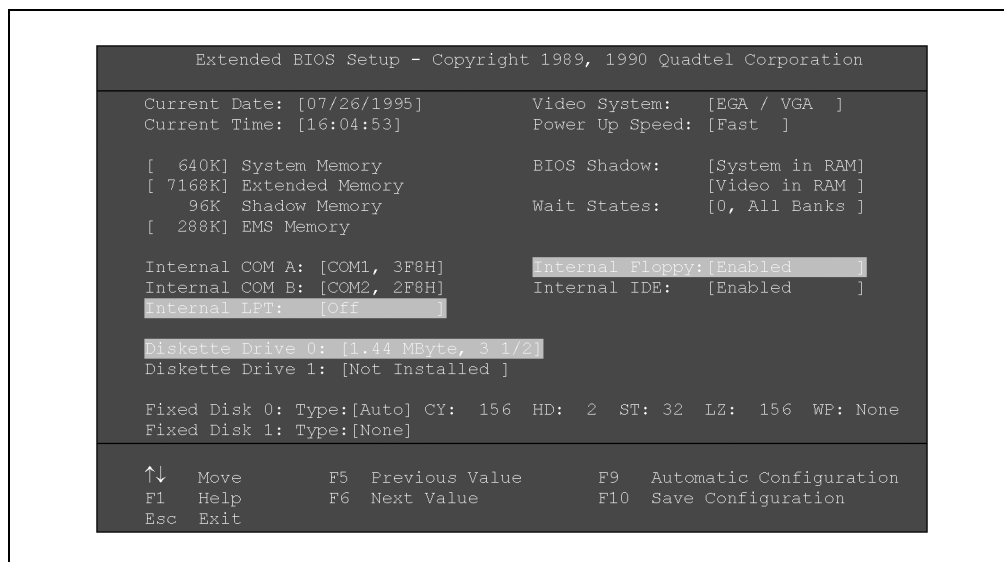 Extended BIOS Setup - Copyright 1989, 1990 Quadtel Corporation
Current Date: [07/26/1995] Video System: [EGA / VGA ]
Current Time: [16:04:53] Power Up Speed: [Fast ]
[ 640K] System Memory BIOS Shadow: [System in RAM]
[ 7168K] Extended Memory [Video in RAM ]
96K Shadow Memory Wait States: [0, All Banks ]
[ 288K] EMS Memory
Internal COM A: [COM1, 3F8H] Internal Floppy:[Enabled ]
Internal COM B: [COM2, 2F8H] Internal IDE: [Enabled ]
Internal LPT: [Off ]
Diskette Drive 0: [1.44 MByte, 3 1/2]
Diskette Drive 1: [Not Installed ]
Fixed Disk 0: Type:[Auto] CY: 156 HD: 2 ST: 32 LZ: 156 WP: None
Fixed Disk 1: Type:[None]
↑↓ Move F5 Previous Value F9 Automatic Configuration
F1 Help F6 Next Value F10 Save Configuration
Esc Exit